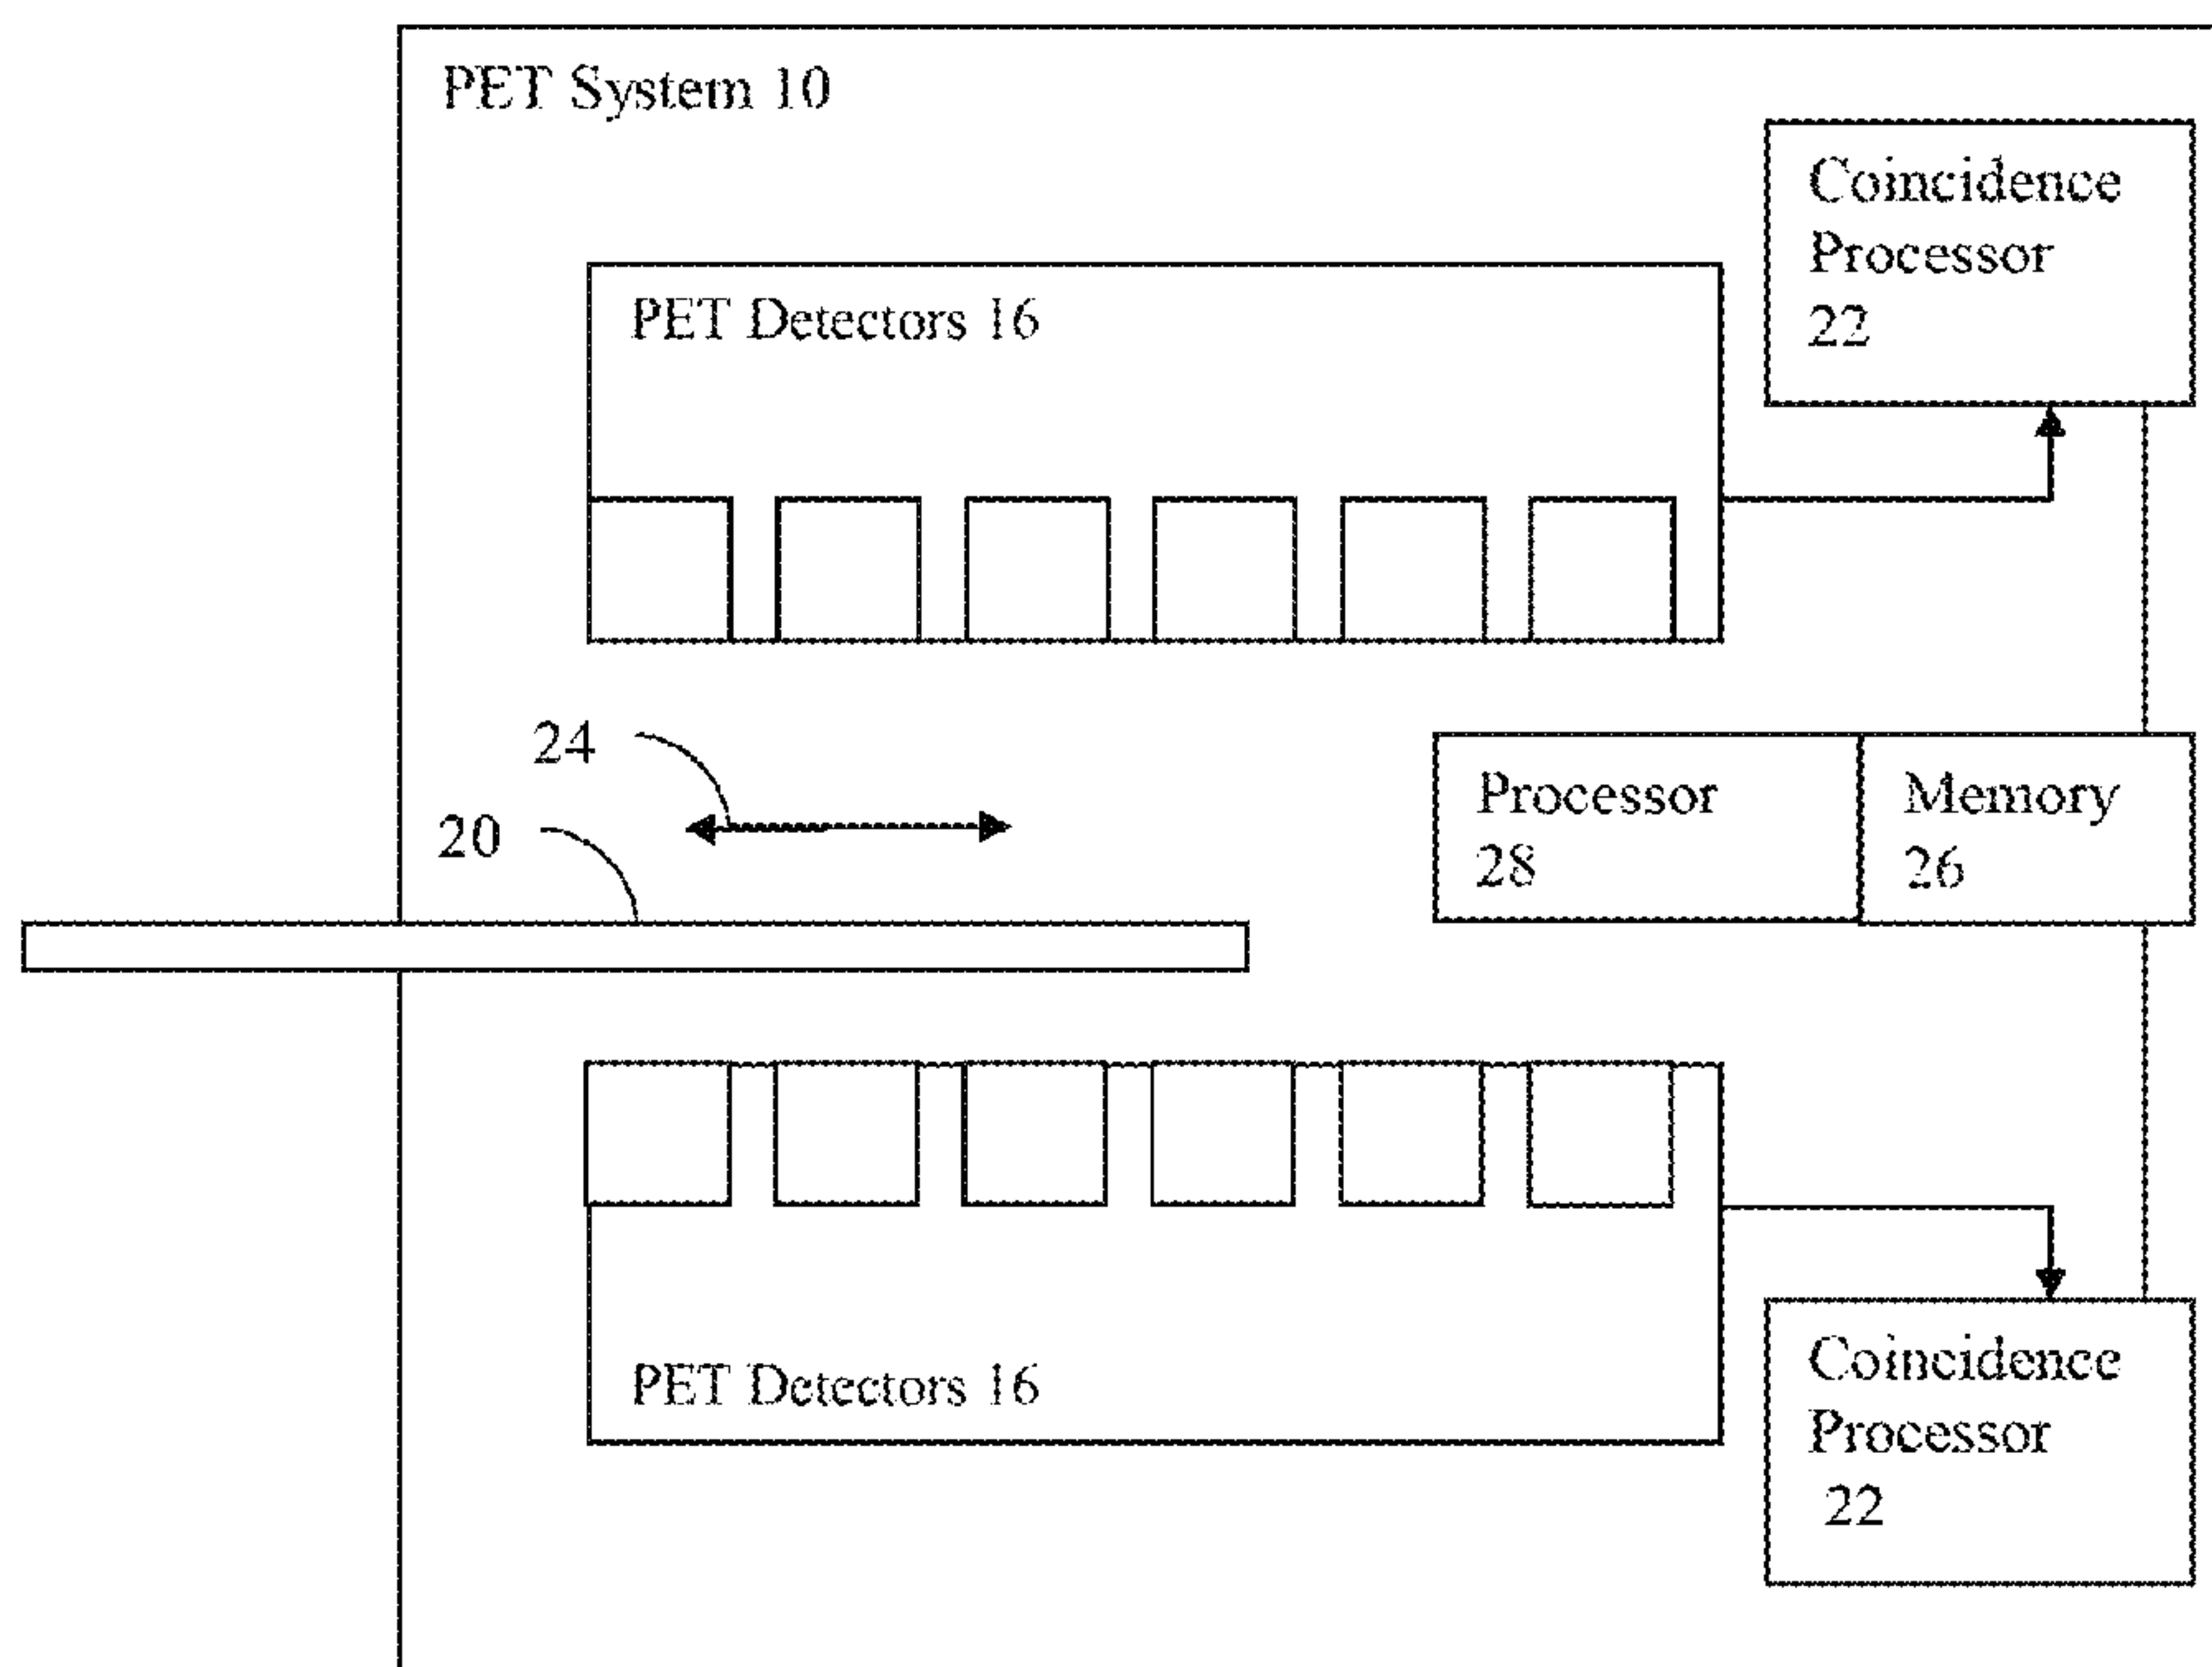 PET System 10
Coincidence
Processor
22
PET Detectors 16
24
20
Processor
28
Memory
26
PET Detectors 16
Coincidence
Processor
22